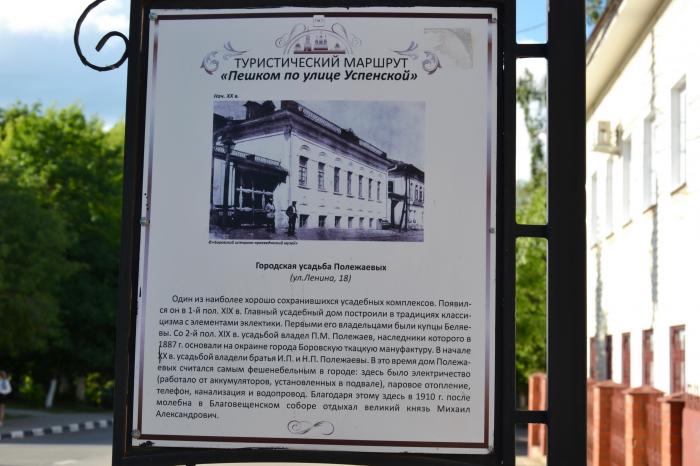 ТУРИСТИЧЕСКИЙ МАРШРУТ
«Пешком по улице Успенской»
Нач. XX в.
©«Боровский историко-краеведческий музей»
Городская усадьба Полежаевых
(ул.Ленина, 18)
Один из наиболее хорошо сохранившихся усадебных комплексов. Появил-
ся он в 1-й пол. XIX в. Главный усадебный дом построили в традициях класси-
цизма с элементами эклектики. Первыми его владельцами были купцы Беляе-
вы. Со 2-й пол. XIX в. усадьбой владел П.М. Полежаев, наследники которого в
1887 г. основали на окраине города Боровскую ткацкую мануфактуру. В начале
XX в. усадьбой владели братья И.П. и Н.П. Полежаевы. В это время дом Полежа-
евых считался самым фешенебельным в городе: здесь было электричество
(работало от аккумуляторов, установленных в подвале), паровое отопление,
телефон, канализация и водопровод. Благодаря этому здесь в 1910 г. после
молебна в Благовещенском соборе отдыхал великий князь Михаил
Александрович.